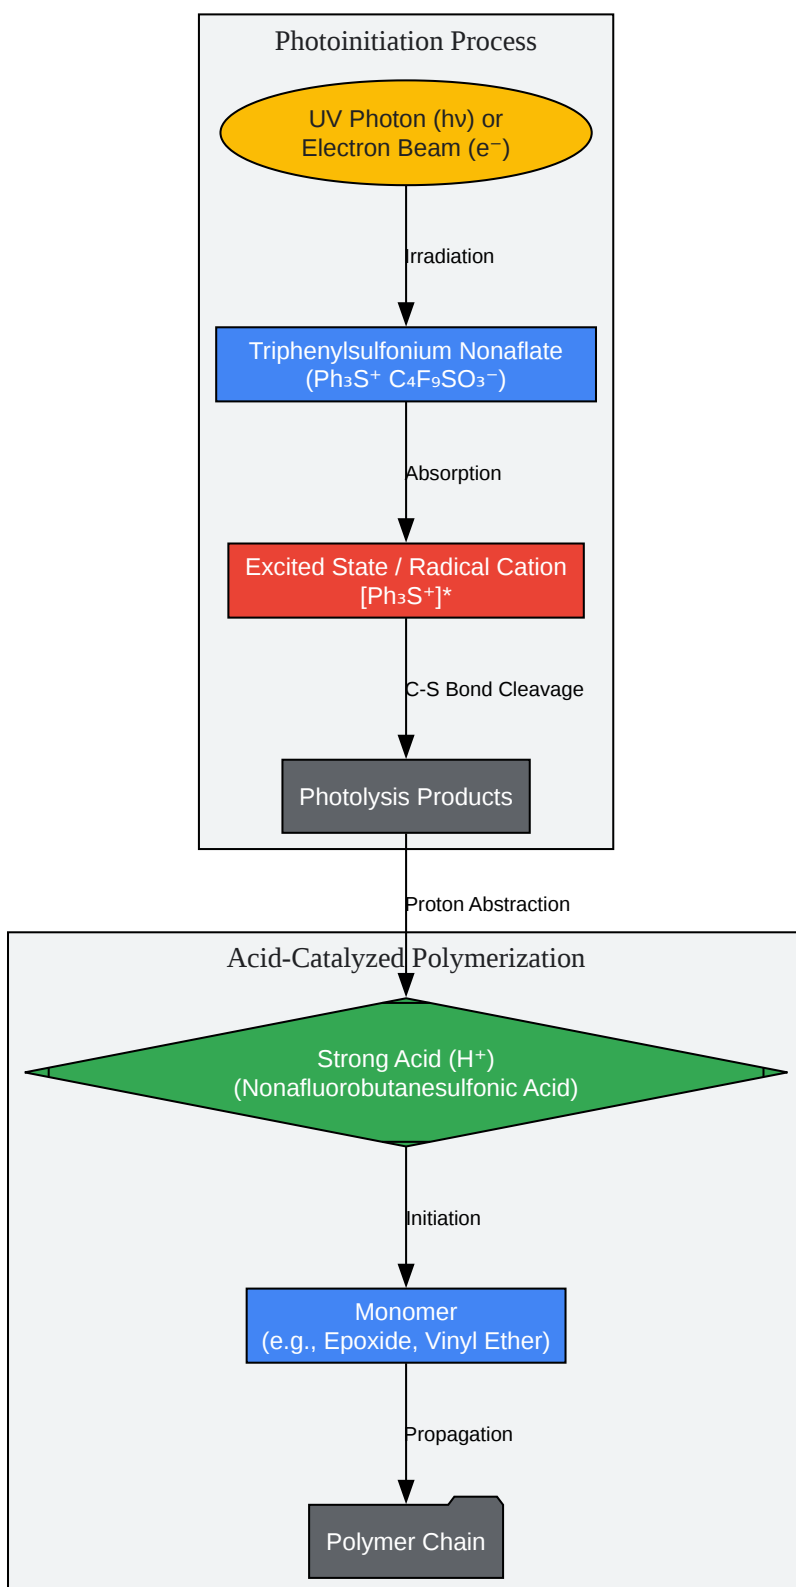 Photoinitiation Process
UV Photon (hν) or
Electron Beam (e⁻)
Irradiation
Triphenylsulfonium Nonaflate
(Ph₃S⁺ C₄F₉SO₃⁻)
Absorption
Excited State / Radical Cation
[Ph₃S⁺]*
C-S Bond Cleavage
Photolysis Products
Proton Abstraction
Acid-Catalyzed Polymerization
Strong Acid (H⁺)
(Nonafluorobutanesulfonic Acid)
Initiation
Monomer
(e.g., Epoxide, Vinyl Ether)
Propagation
Polymer Chain